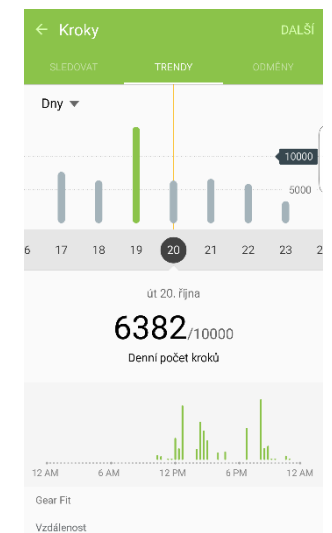 ← Kroky DALŠÍ
SLEDOVAT TRENDY ODMĚNY
Dny
10000
5000
6 17 18 19 20 21 22 23 2
út 20. října
6382/10000
Denní počet kroků
12 AM 6 AM 12 PM 6 PM 12 AM
Gear Fit
Vzdálenost